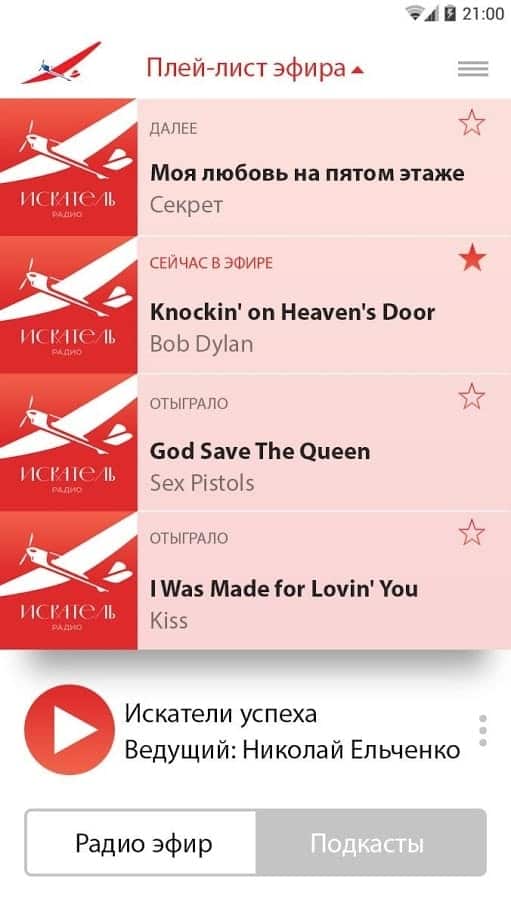 21:00
Плей-лист эфира
ИСКАТЕЛЬ
РАДИО
ДАЛЕЕ
Моя любовь на пятом этаже
Секрет
ИСКАТЕЛЬ
РАДИО
СЕЙЧАС В ЭФИРЕ
Knockin' on Heaven's Door
Bob Dylan
ИСКАТЕЛЬ
РАДИО
ОТЫГРАЛО
God Save The Queen
Sex Pistols
ИСКАТЕЛЬ
РАДИО
ОТЫГРАЛО
I Was Made for Lovin' You
Kiss
Искатели успеха
Ведущий: Николай Ельченко
Радио эфир
Подкасты